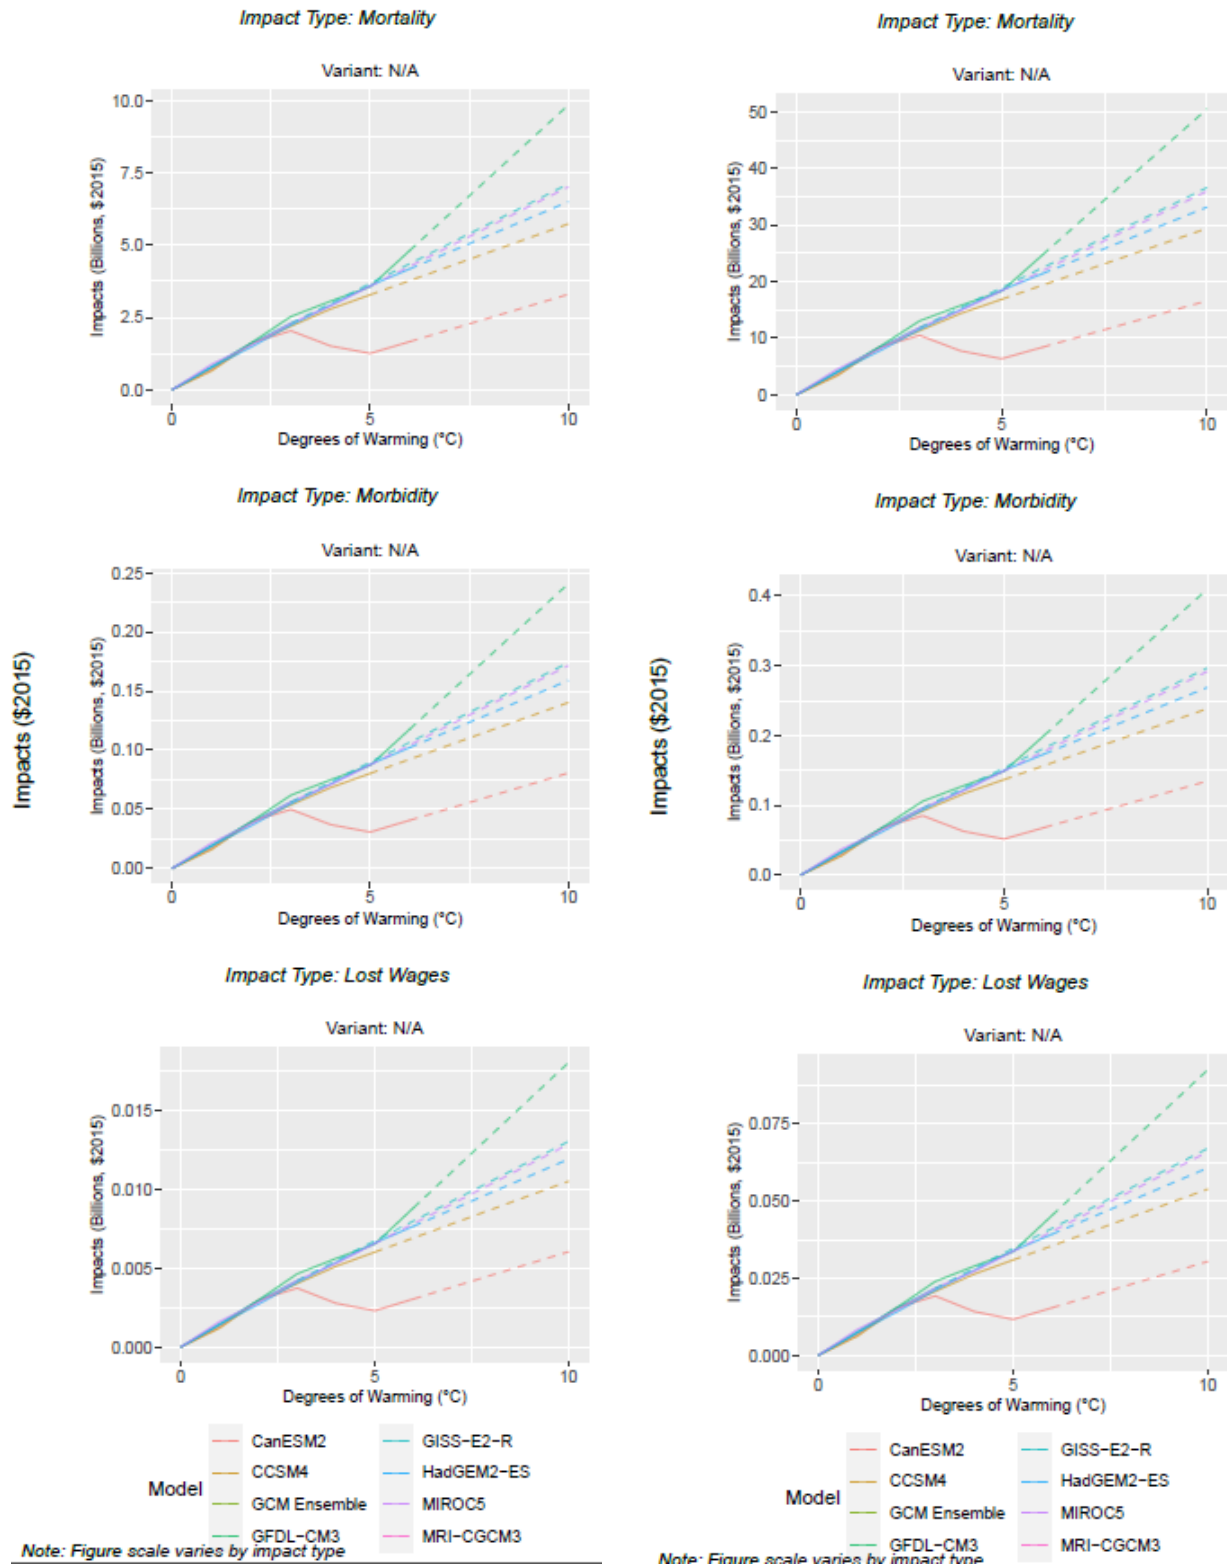 Impact Type: Mortality
Variant: N/A
Impacts (Billions, $2015)
10.0
7.5
5.0
2.5
0.0
0
5
10
Degrees of Warming (°C)
Impact Type: Morbidity
Variant: N/A
Impacts ($2015)
Impacts (Billions, $2015)
0.25
0.20
0.15
0.10
0.05
0.00
0
5
10
Degrees of Warming (°C)
Impact Type: Lost Wages
Variant: N/A
Impacts (Billions, $2015)
0.015
0.010
0.005
0.000
0
5
10
Degrees of Warming (°C)
Model
CanESM2
CCSM4
GCM Ensemble
GFDL-CM3
GISS-E2-R
HadGEM2-ES
MIROC5
MRI-CGCM3
Note: Figure scale varies by impact type
Impact Type: Mortality
Variant: N/A
Impacts (Billions, $2015)
50
40
30
20
10
0
0
5
10
Degrees of Warming (°C)
Impact Type: Morbidity
Variant: N/A
Impacts ($2015)
Impacts (Billions, $2015)
0.4
0.3
0.2
0.1
0.0
0
5
10
Degrees of Warming (°C)
Impact Type: Lost Wages
Variant: N/A
Impacts (Billions, $2015)
0.075
0.050
0.025
0.000
0
5
10
Degrees of Warming (°C)
Model
CanESM2
CCSM4
GCM Ensemble
GFDL-CM3
GISS-E2-R
HadGEM2-ES
MIROC5
MRI-CGCM3
Note: Figure scale varies by impact type